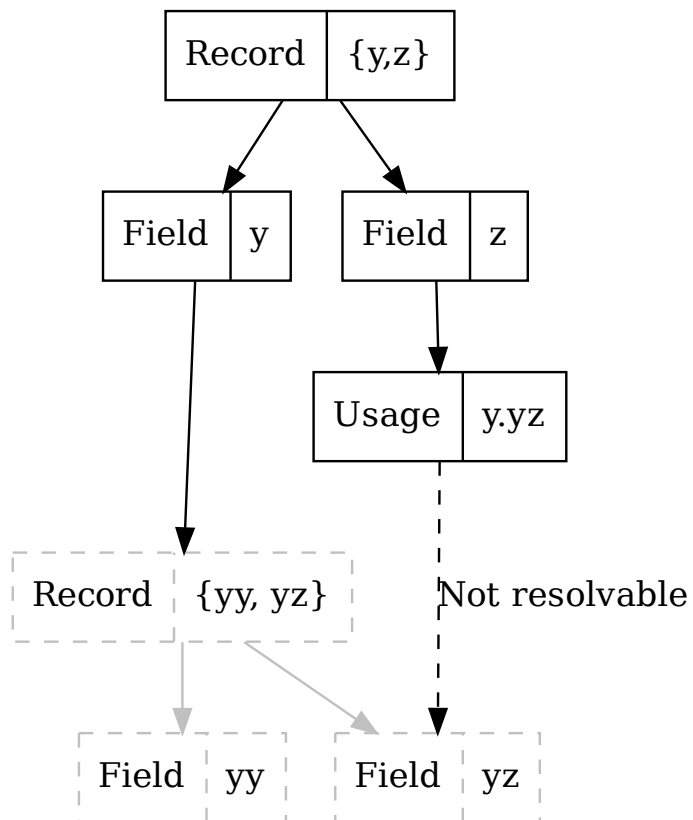 Record {y,z}
Field y
Field z
Usage y.yz
Record {yy, yz}
Not resolvable
Field yy
Field yz